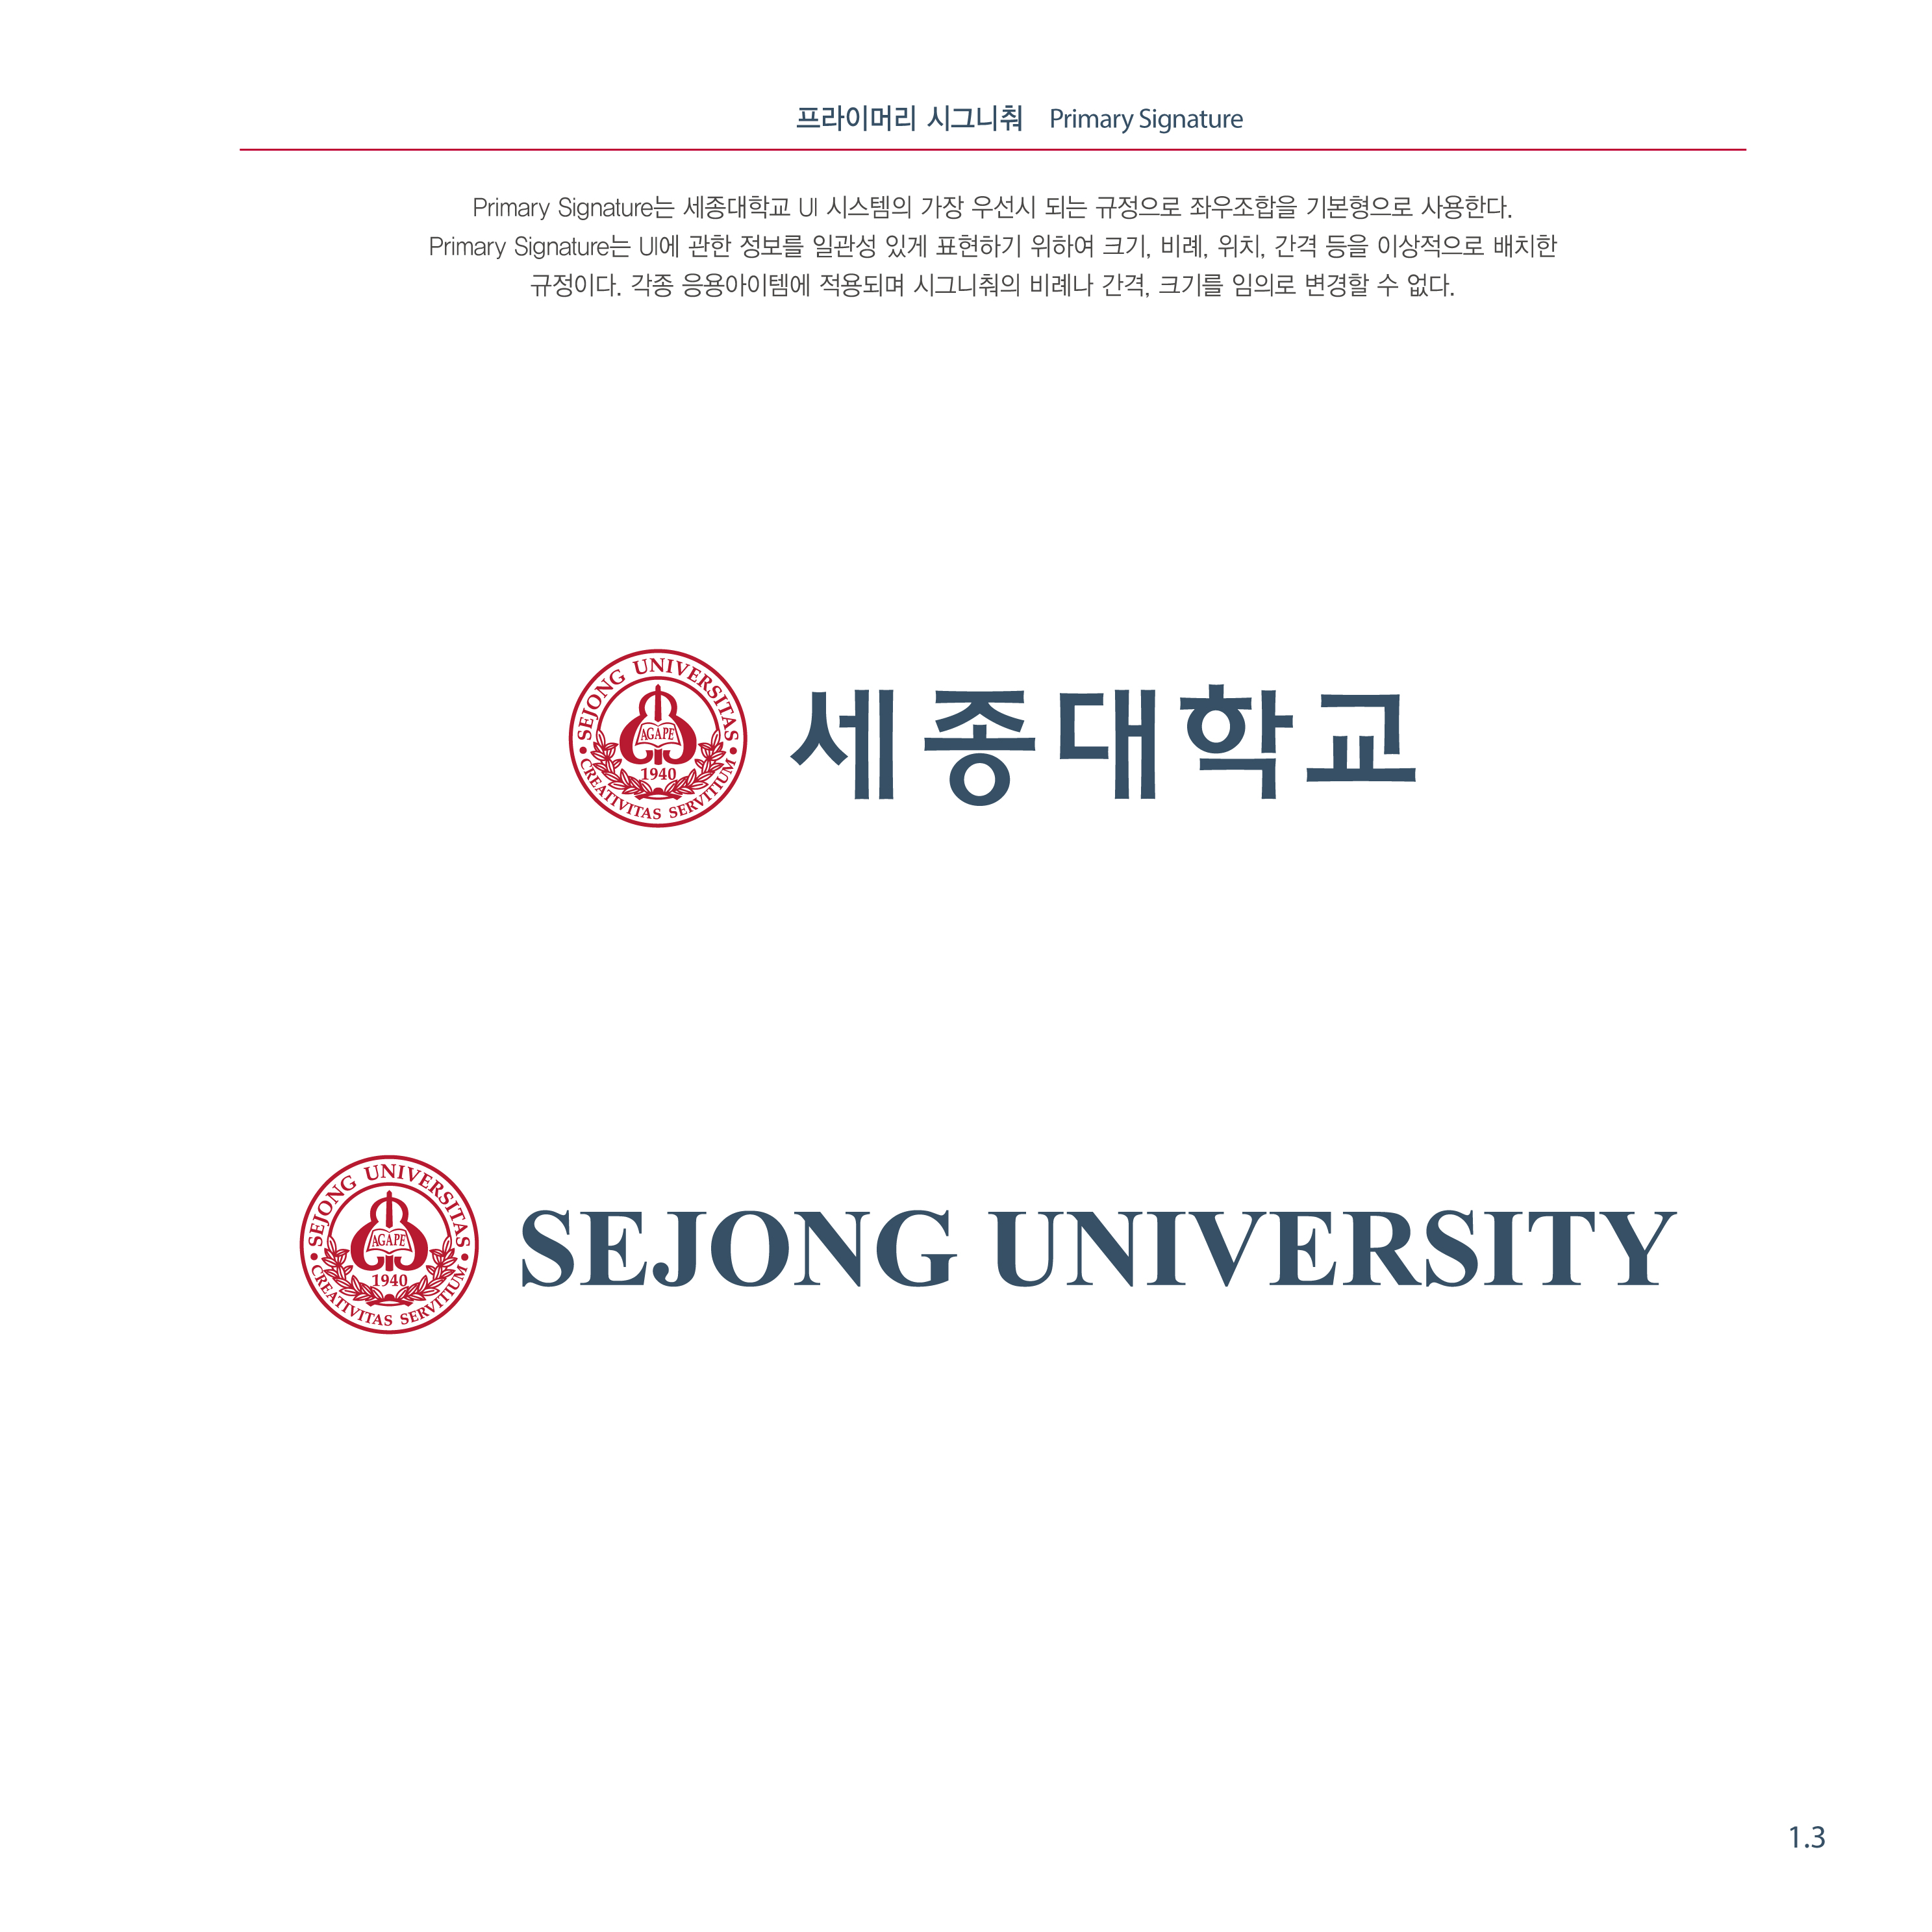 프라이머리 시그니춰 Primary Signature
Primary Signature는 세종대학교 UI 시스템의 가장 우선시 되는 규정으로 좌우조합을 기본형으로 사용한다.
Primary Signature는 UI에 관한 정보를 일관성 있게 표현하기 위하여 크기, 비례, 위치, 간격 등을 이상적으로 배치한
규정이다. 각종 응용아이템에 적용되며 시그니춰의 비례나 간격, 크기를 임의로 변경할 수 없다.
SEJONG UNIVERSITAS
AGAPE
1940
CREATIVITAS SERVITIUM
세종대학교
SEJONG UNIVERSITAS
AGAPE
1940
CREATIVITAS SERVITIUM
SEJONG UNIVERSITY
1.3